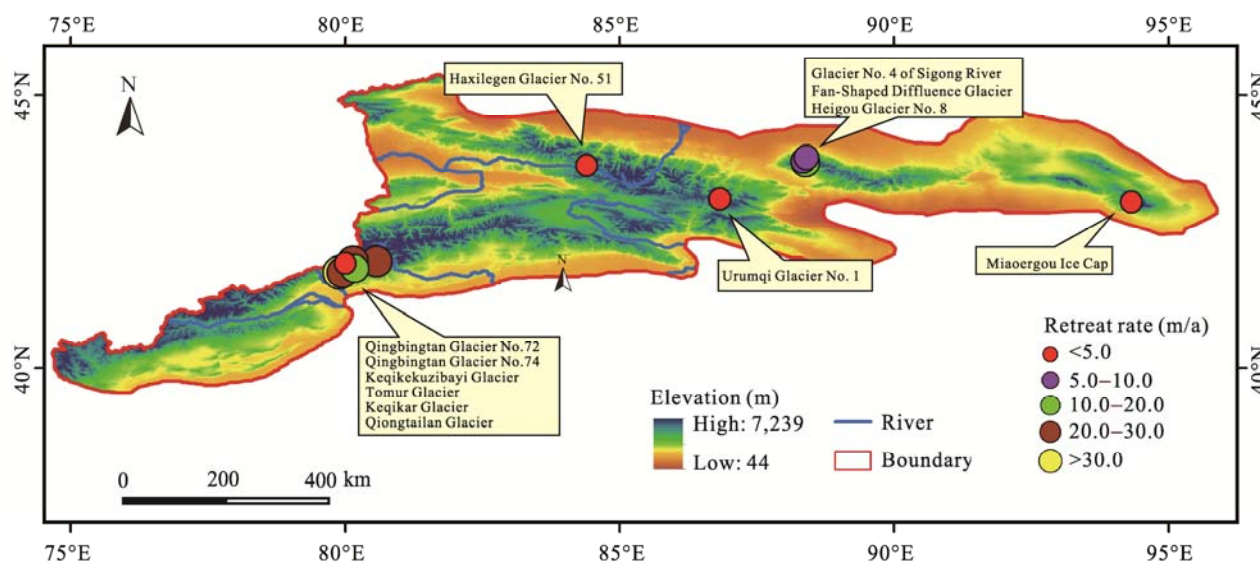 75°E 80°E 85°E 90°E 95°E
45°N
45°N
N
Haxilegen Glacier No. 51
Glacier No. 4 of Sigong River
Fan-Shaped Diffluence Glacier
Heigou Glacier No. 8
N
Urumqi Glacier No. 1
Miaoergou Ice Cap
Qingbingtan Glacier No.72
Qingbingtan Glacier No.74
Keqikekuzibayi Glacier
Tomur Glacier
Keqikar Glacier
Qiongtailan Glacier
40°N
40°N
Elevation (m)
High: 7,239
Low: 44
River
Boundary
Retreat rate (m/a)
<5.0
5.0–10.0
10.0–20.0
20.0–30.0
>30.0
0 200 400 km
75°E 80°E 85°E 90°E 95°E